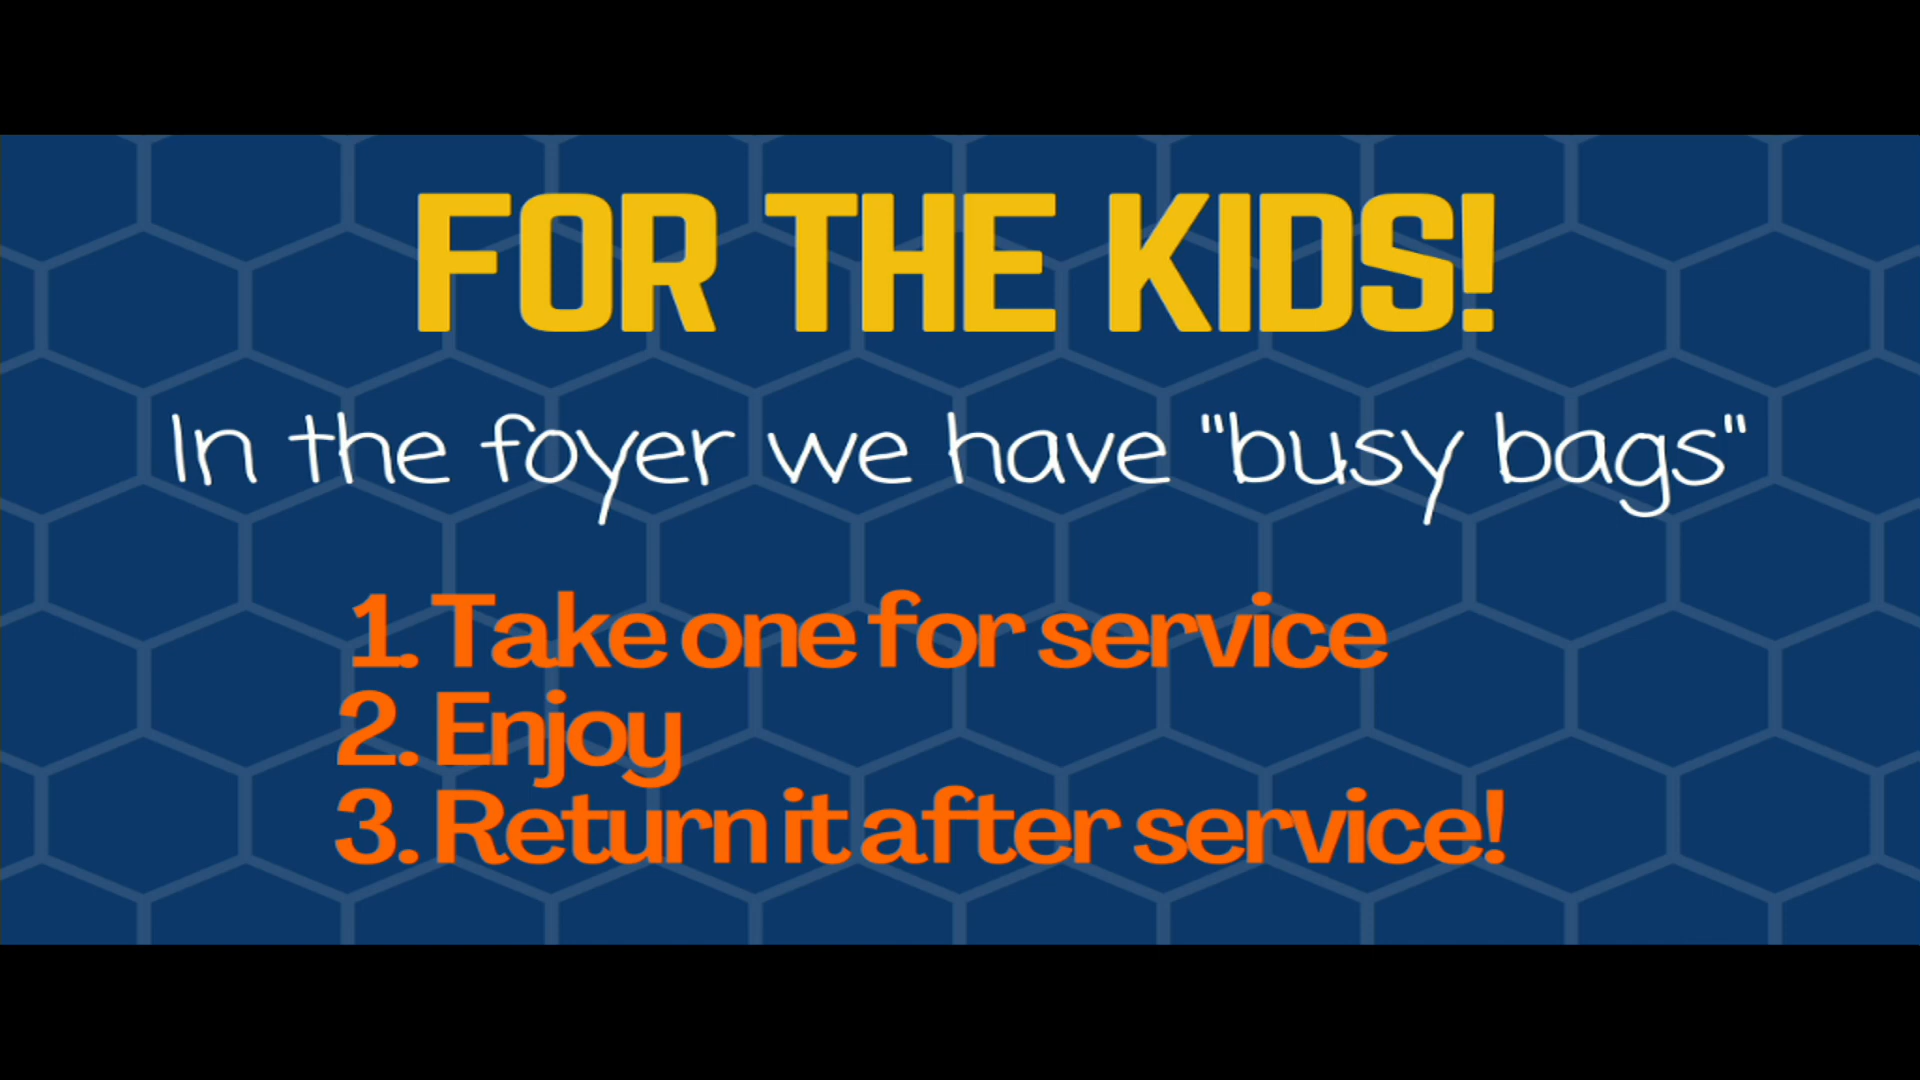 FOR THE KIDS!
In the foyer we have "busy bags"
1. Take one for service
2. Enjoy
3. Return it after service!